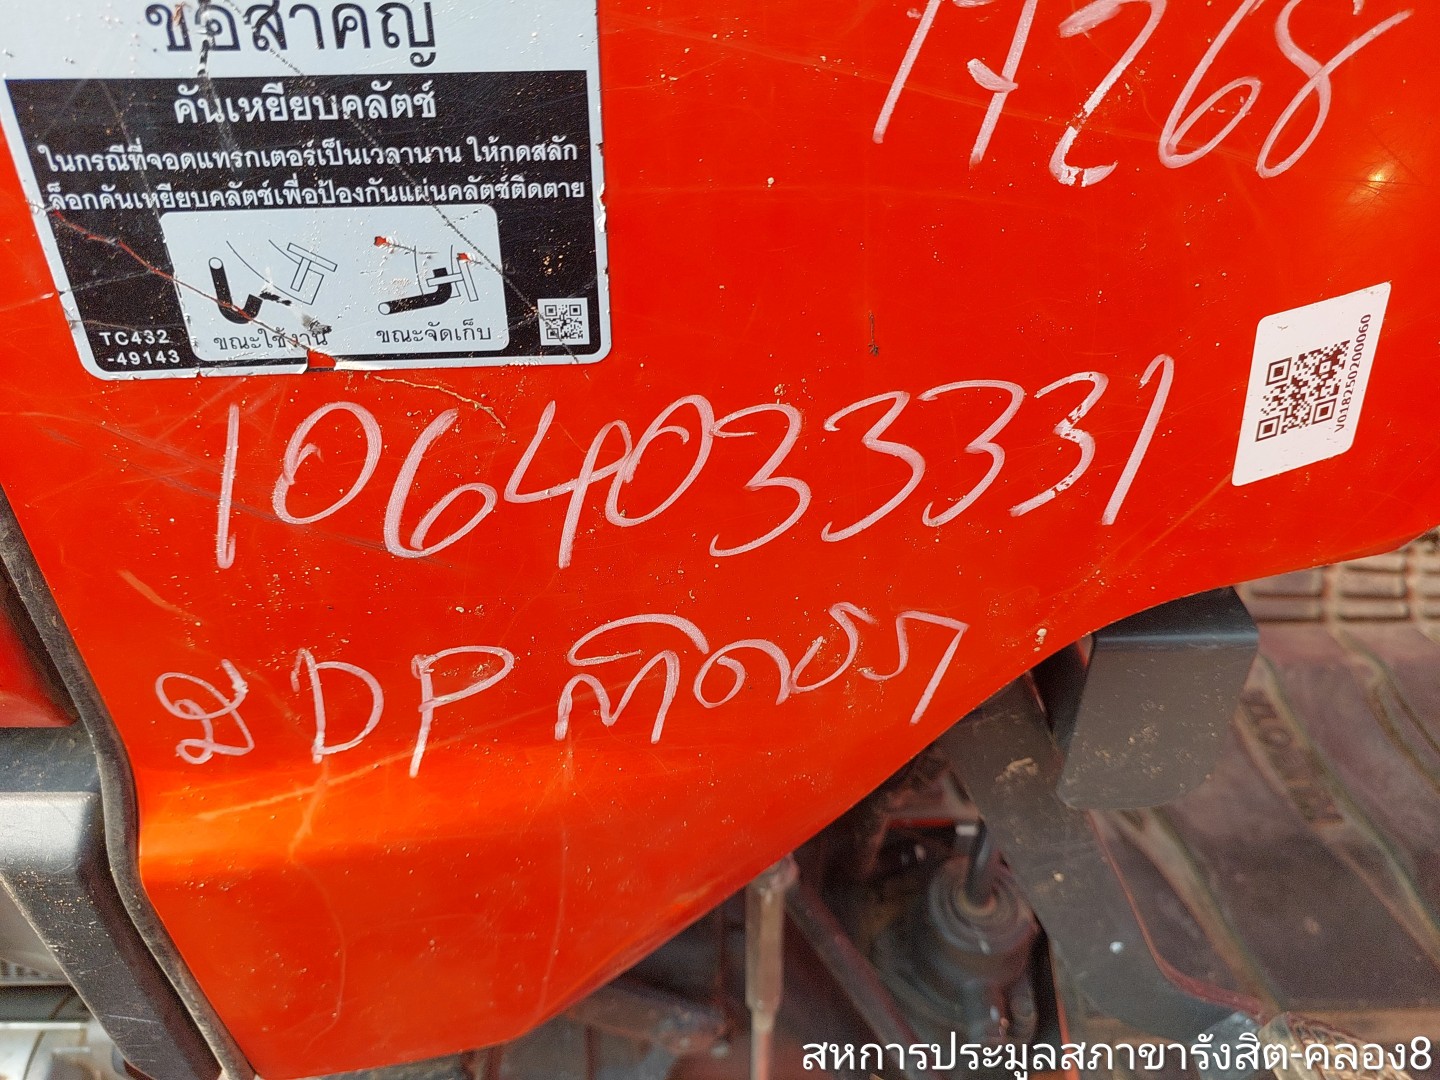 ข้อสำคัญ
17268
คันเหยียบคลัตช์
ในกรณีที่จอดแทรกเตอร์เป็นเวลานาน ให้กดสลัก
ล็อกคันเหยียบคลัตช์เพื่อป้องกันแผ่นคลัตช์ติดตาย
ขณะใช้งาน
ขณะจัดเก็บ
TC432
-49143
V018250200060
1064033331
มี DP
สหการประมูลสภาขารังสิต-คลอง8